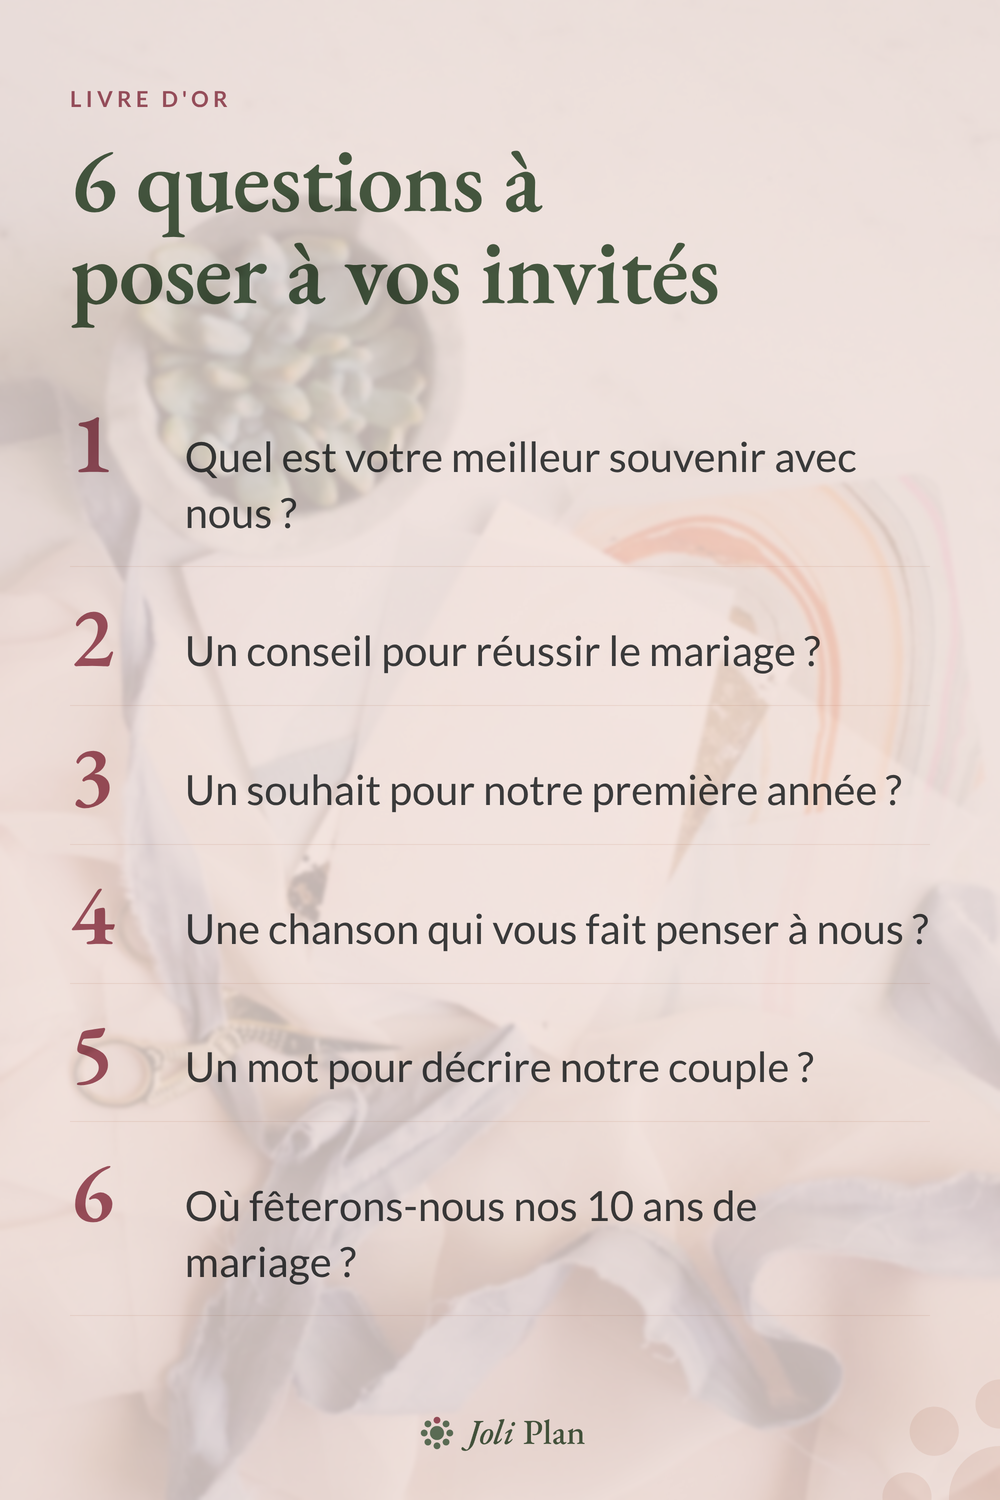 LIVRE D'OR
6 questions à
poser à vos invités
1
Quel est votre meilleur souvenir avec
nous ?
2
Un conseil pour réussir le mariage ?
3
Un souhait pour notre première année ?
4
Une chanson qui vous fait penser à nous ?
5
Un mot pour décrire notre couple ?
6
Où fêterons-nous nos 10 ans de
mariage ?
Joli Plan